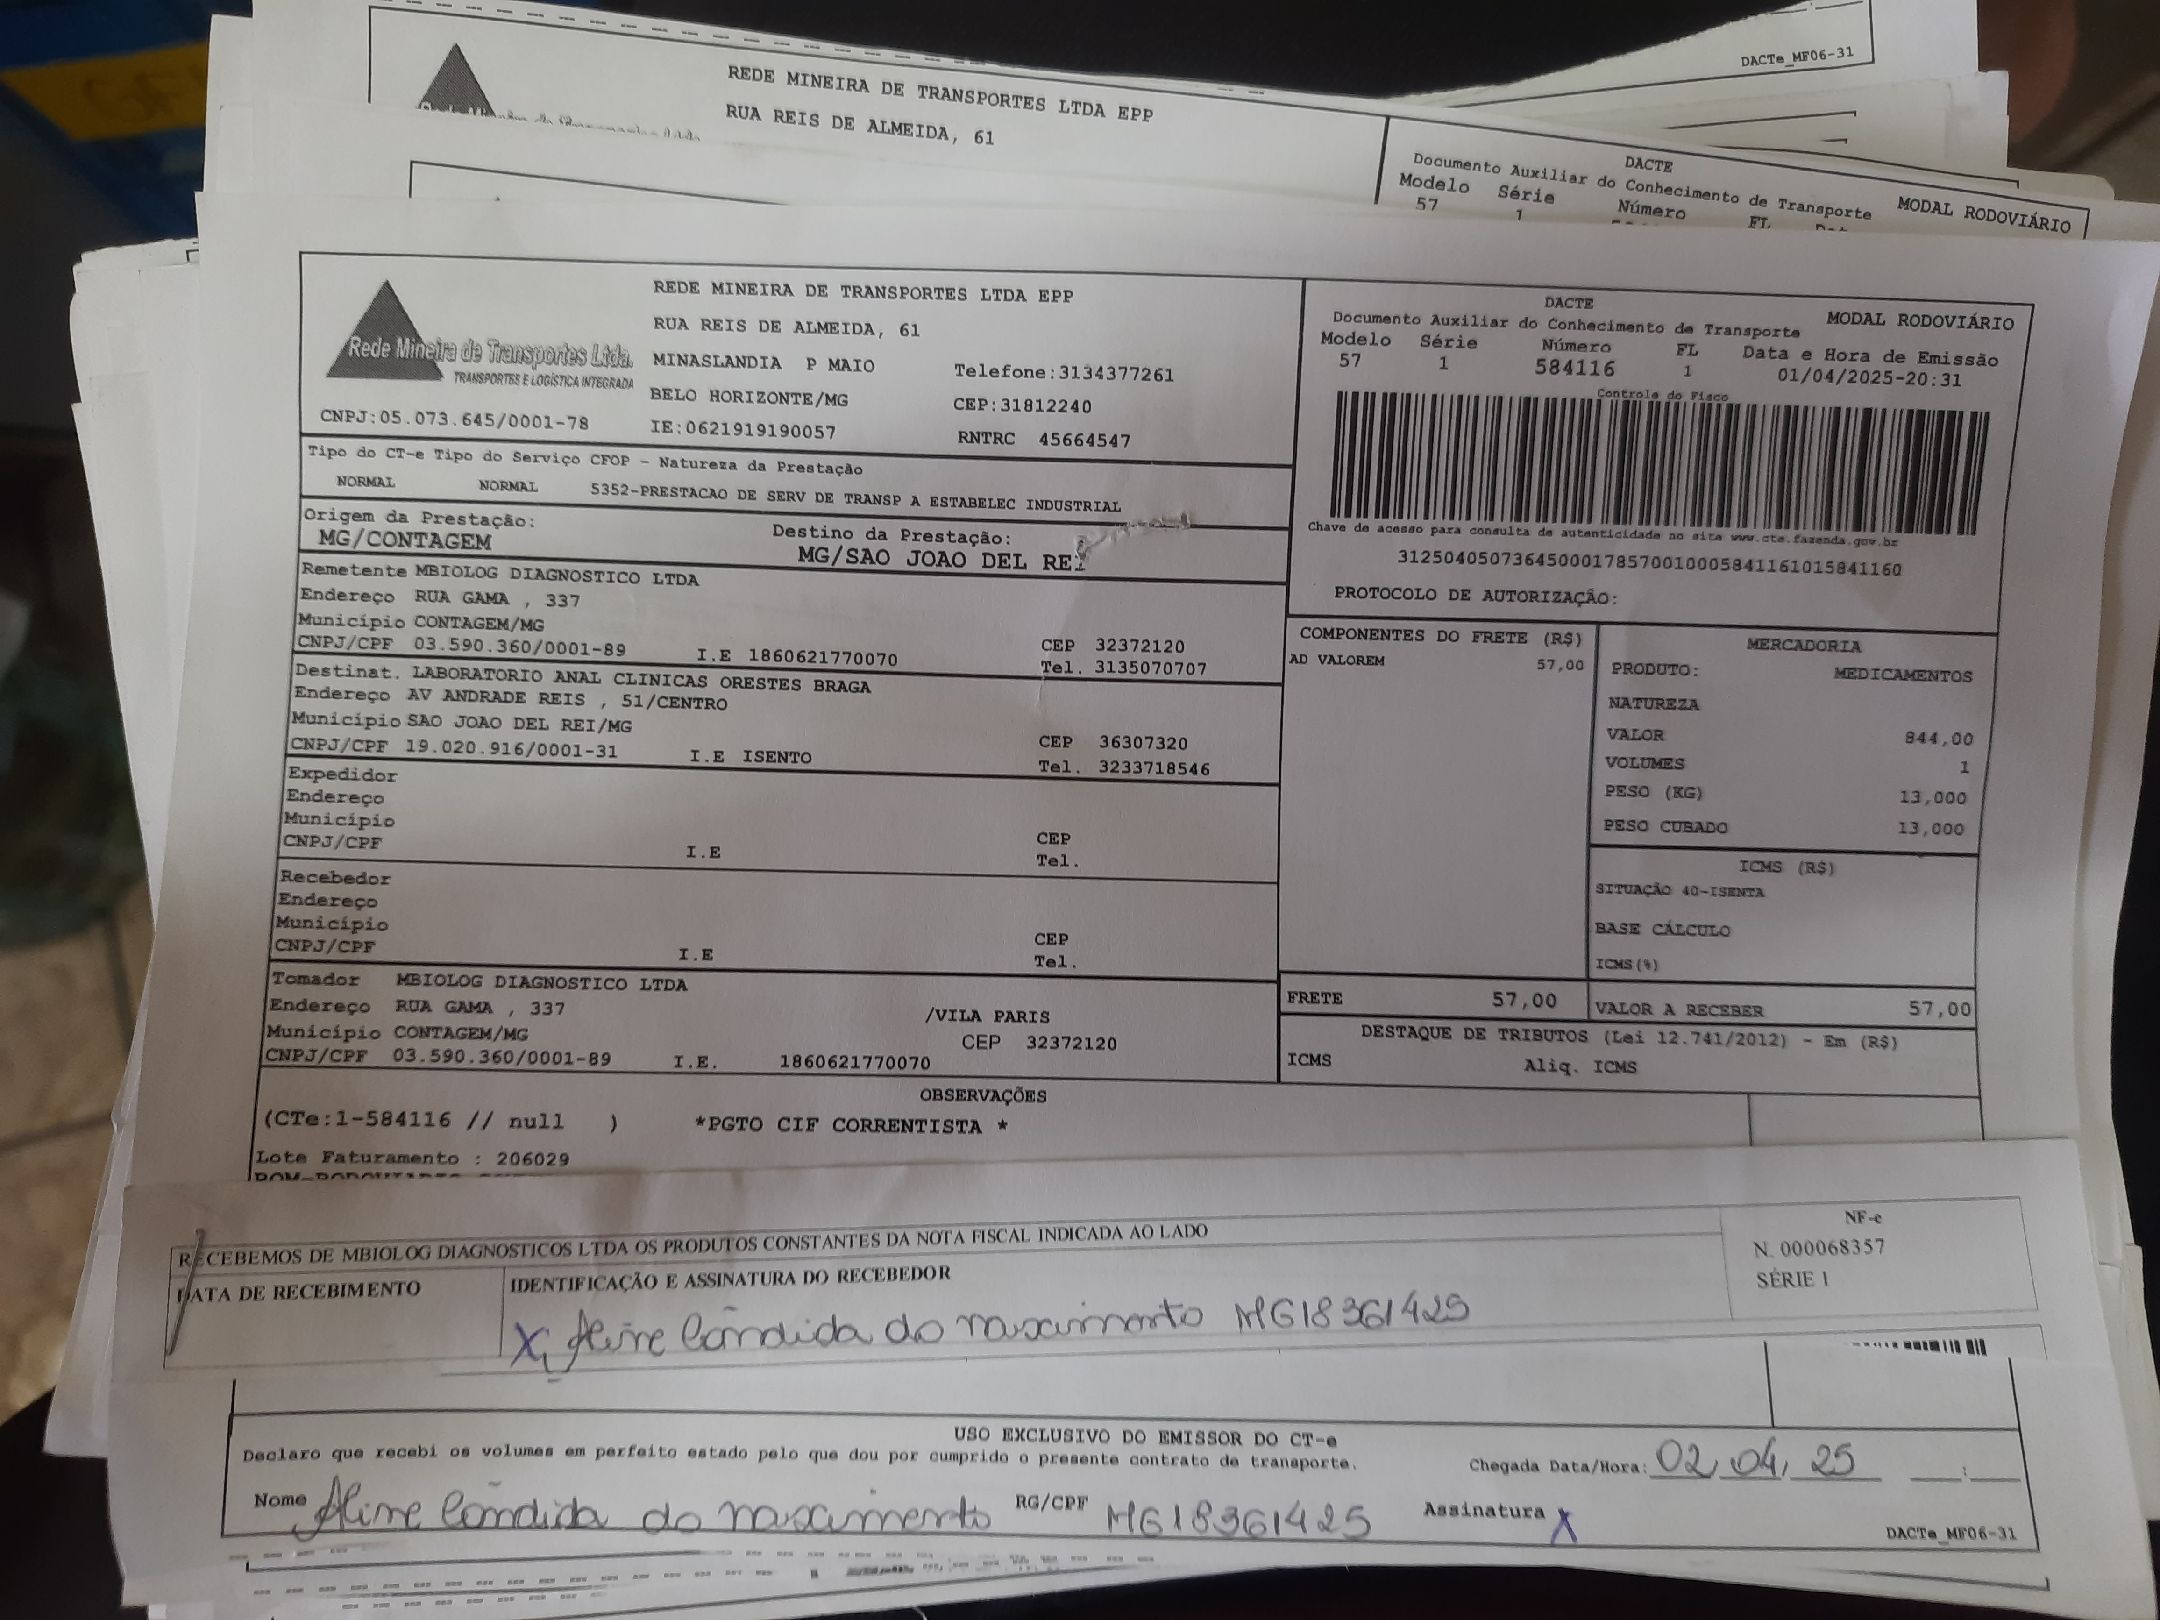 DACTe_MF06-31
REDE MINEIRA DE TRANSPORTES LTDA EPP
RUA REIS DE ALMEIDA, 61
DACTE
Documento Auxiliar do Conhecimento de Transporte
MODAL RODOVIÁRIO
Modelo Série Número FL
57 1
REDE MINEIRA DE TRANSPORTES LTDA EPP
RUA REIS DE ALMEIDA, 61
Rede Mineira de Transportes Ltda.
TRANSPORTES E LOGÍSTICA INTEGRADA
MINASLANDIA P MAIO
Telefone:3134377261
BELO HORIZONTE/MG
CEP:31812240
CNPJ:05.073.645/0001-78
IE:0621919190057
RNTRC 45664547
DACTE
Documento Auxiliar do Conhecimento de Transporte
MODAL RODOVIÁRIO
Modelo Série Número FL Data e Hora de Emissão
57 1 584116 1 01/04/2025-20:31
Controle do Fisco
Chave de acesso para consulta de autenticidade no site www.cte.fazenda.gov.br
31250405073645000178570010005841161015841160
PROTOCOLO DE AUTORIZAÇÃO:
Tipo do CT-e Tipo do Serviço CFOP - Natureza da Prestação
NORMAL NORMAL 5352-PRESTACAO DE SERV DE TRANSP A ESTABELEC INDUSTRIAL
Origem da Prestação: Destino da Prestação:
MG/CONTAGEM MG/SAO JOAO DEL REI
Remetente MBIOLOG DIAGNOSTICO LTDA
Endereço RUA GAMA , 337
Município CONTAGEM/MG CEP 32372120
CNPJ/CPF 03.590.360/0001-89 I.E 1860621770070 Tel. 3135070707
Destinat. LABORATORIO ANAL CLINICAS ORESTES BRAGA
Endereço AV ANDRADE REIS , 51/CENTRO
Município SAO JOAO DEL REI/MG CEP 36307320
CNPJ/CPF 19.020.916/0001-31 I.E ISENTO Tel. 3233718546
Expedidor
Endereço
Município CEP
CNPJ/CPF I.E Tel.
Recebedor
Endereço
Município CEP
CNPJ/CPF I.E Tel.
Tomador MBIOLOG DIAGNOSTICO LTDA
Endereço RUA GAMA , 337 /VILA PARIS
Município CONTAGEM/MG CEP 32372120
CNPJ/CPF 03.590.360/0001-89 I.E. 1860621770070
COMPONENTES DO FRETE (R$)
AD VALOREM 57,00
MERCADORIA
PRODUTO: MEDICAMENTOS
NATUREZA
VALOR 844,00
VOLUMES 1
PESO (KG) 13,000
PESO CUBADO 13,000
ICMS (R$)
SITUAÇÃO 40-ISENTA
BASE CÁLCULO
ICMS(%)
FRETE 57,00 VALOR A RECEBER 57,00
DESTAQUE DE TRIBUTOS (Lei 12.741/2012) - Em (R$)
ICMS Aliq. ICMS
OBSERVAÇÕES
(CTe:1-584116 // null ) *PGTO CIF CORRENTISTA *
Lote Faturamento : 206029
RECEBEMOS DE MBIOLOG DIAGNOSTICOS LTDA OS PRODUTOS CONSTANTES DA NOTA FISCAL INDICADA AO LADO
NF-e
N. 000068357
SÉRIE 1
DATA DE RECEBIMENTO IDENTIFICAÇÃO E ASSINATURA DO RECEBEDOR
X Aline Cândida do nascimento MG18361425
USO EXCLUSIVO DO EMISSOR DO CT-e
Declaro que recebi os volumes em perfeito estado pelo que dou por cumprido o presente contrato de transporte.
Chegada Data/Hora: 02/04/25 __:__
Nome Aline Cândida do nascimento RG/CPF MG18361425 Assinatura X
DACTe_MF06-31